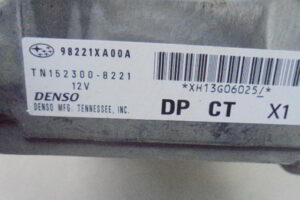 98221XA00A
TN152300-8221
12V
DENSO
DENSO MFG. TENNESSEE, INC.
*XH13G06025/*
DP CT X1